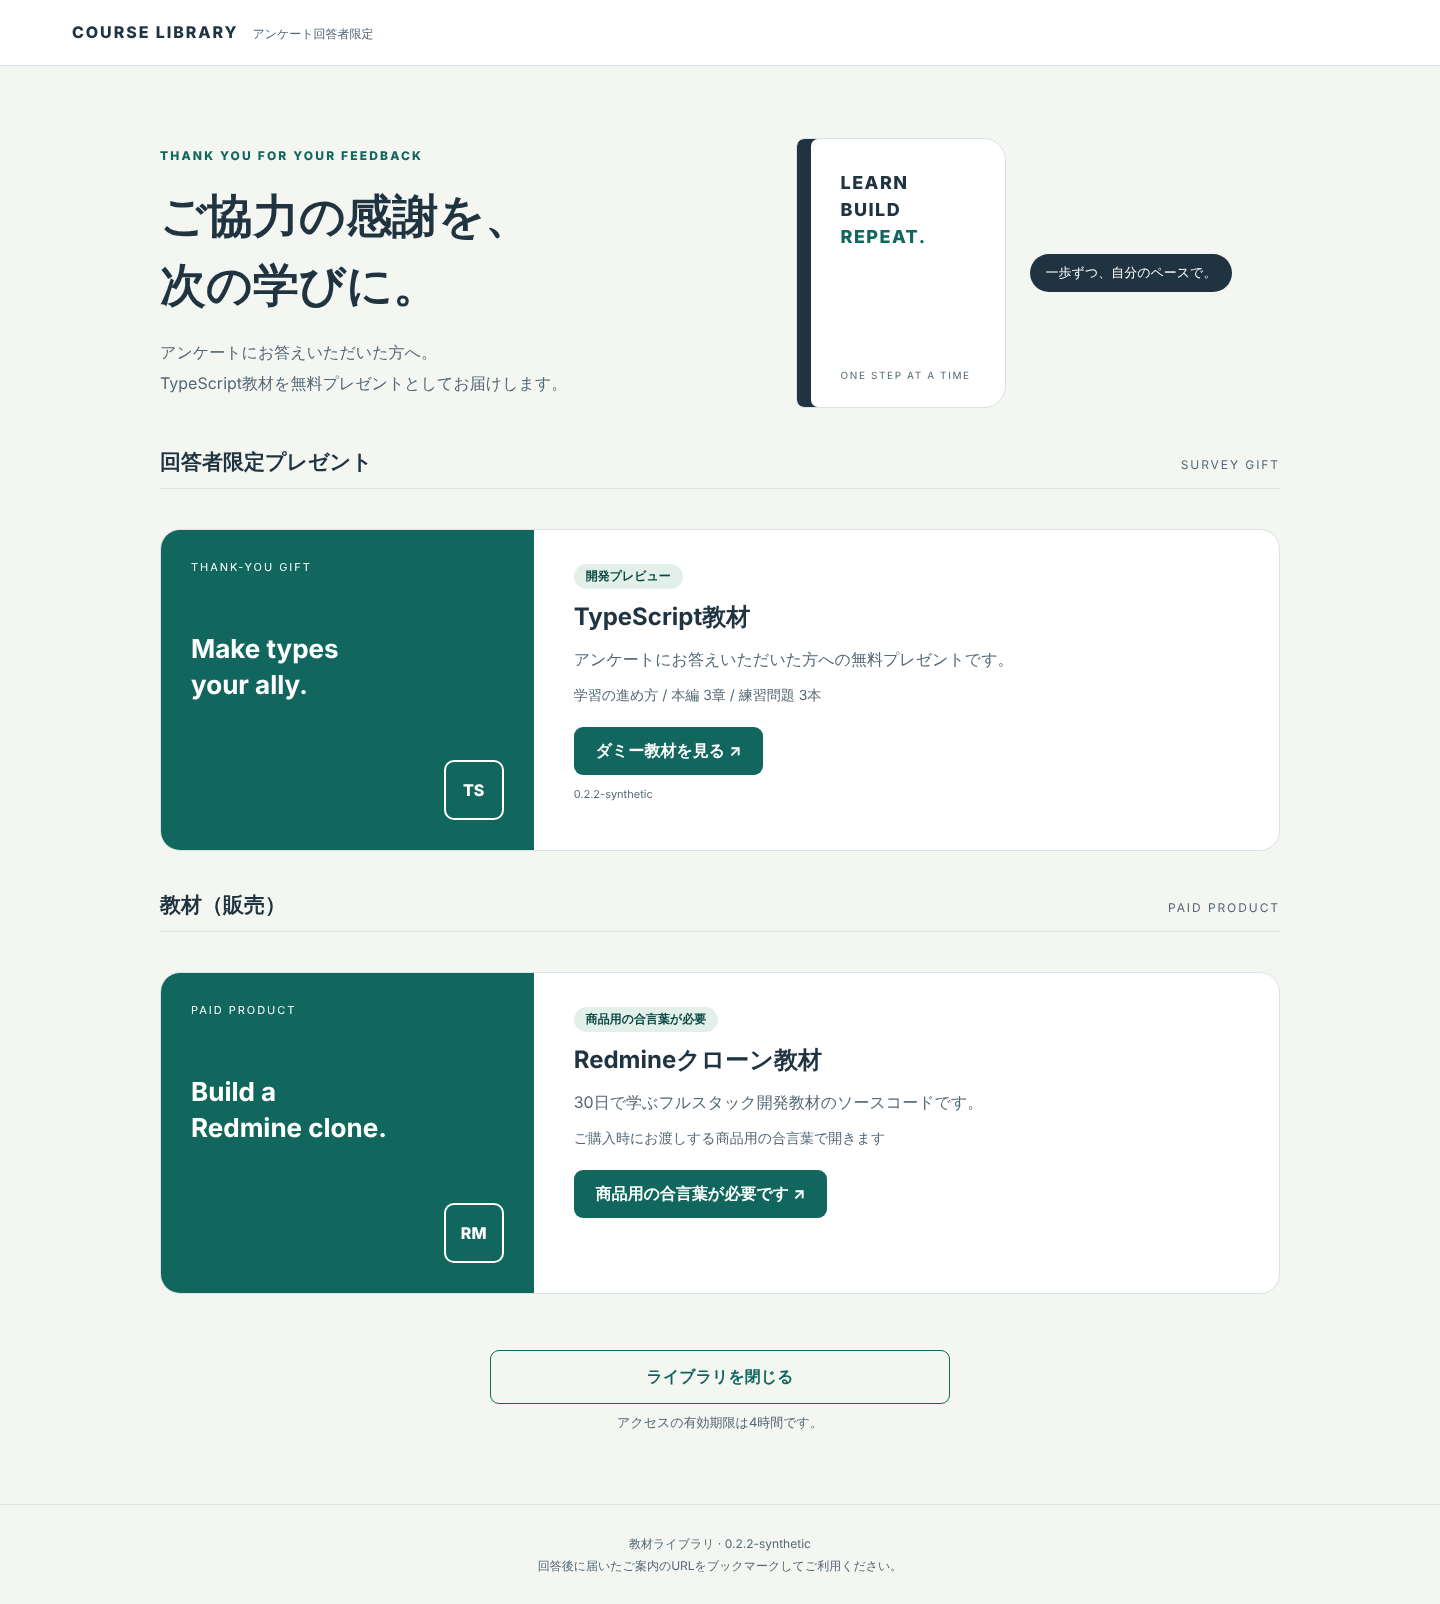 COURSE LIBRARY アンケート回答者限定
THANK YOU FOR YOUR FEEDBACK
ご協力の感謝を、
次の学びに。
アンケートにお答えいただいた方へ。
TypeScript教材を無料プレゼントとしてお届けします。
LEARN
BUILD
REPEAT.
ONE STEP AT A TIME
一歩ずつ、自分のペースで。
回答者限定プレゼント
SURVEY GIFT
THANK-YOU GIFT
Make types
your ally.
TS
開発プレビュー
TypeScript教材
アンケートにお答えいただいた方への無料プレゼントです。
学習の進め方 / 本編 3章 / 練習問題 3本
ダミー教材を見る ↗
0.2.2-synthetic
教材（販売）
PAID PRODUCT
PAID PRODUCT
Build a
Redmine clone.
RM
商品用の合言葉が必要
Redmineクローン教材
30日で学ぶフルスタック開発教材のソースコードです。
ご購入時にお渡しする商品用の合言葉で開きます
商品用の合言葉が必要です ↗
ライブラリを閉じる
アクセスの有効期限は4時間です。
教材ライブラリ · 0.2.2-synthetic
回答後に届いたご案内のURLをブックマークしてご利用ください。